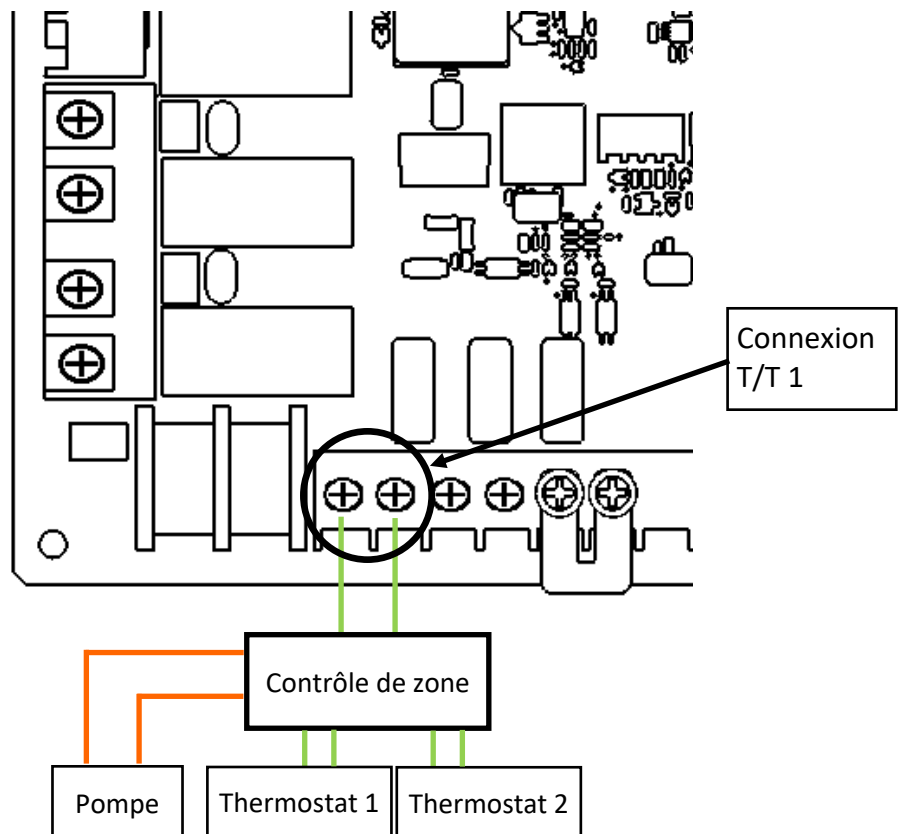 Connexion
T/T 1
Contrôle de zone
Pompe
Thermostat 1
Thermostat 2